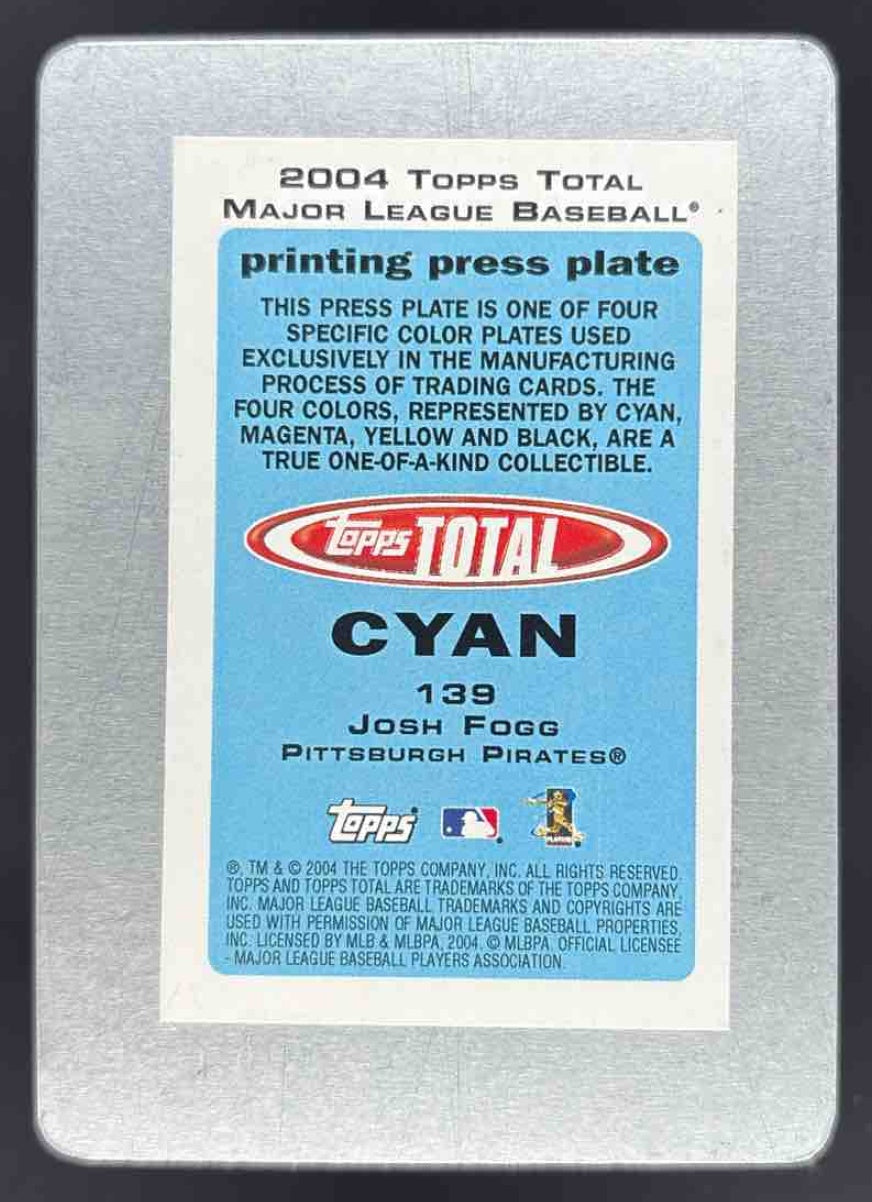 2004 Topps Total
Major League Baseball®
printing press plate
THIS PRESS PLATE IS ONE OF FOUR
SPECIFIC COLOR PLATES USED
EXCLUSIVELY IN THE MANUFACTURING
PROCESS OF TRADING CARDS. THE
FOUR COLORS, REPRESENTED BY CYAN,
MAGENTA, YELLOW AND BLACK, ARE A
TRUE ONE-OF-A-KIND COLLECTIBLE.
topps TOTAL
CYAN
139
Josh Fogg
Pittsburgh Pirates®
topps
®, TM & © 2004 THE TOPPS COMPANY, INC. ALL RIGHTS RESERVED.
TOPPS AND TOPPS TOTAL ARE TRADEMARKS OF THE TOPPS COMPANY,
INC. MAJOR LEAGUE BASEBALL TRADEMARKS AND COPYRIGHTS ARE
USED WITH PERMISSION OF MAJOR LEAGUE BASEBALL PROPERTIES,
INC. LICENSED BY MLB & MLBPA, 2004. © MLBPA. OFFICIAL LICENSEE
- MAJOR LEAGUE BASEBALL PLAYERS ASSOCIATION.